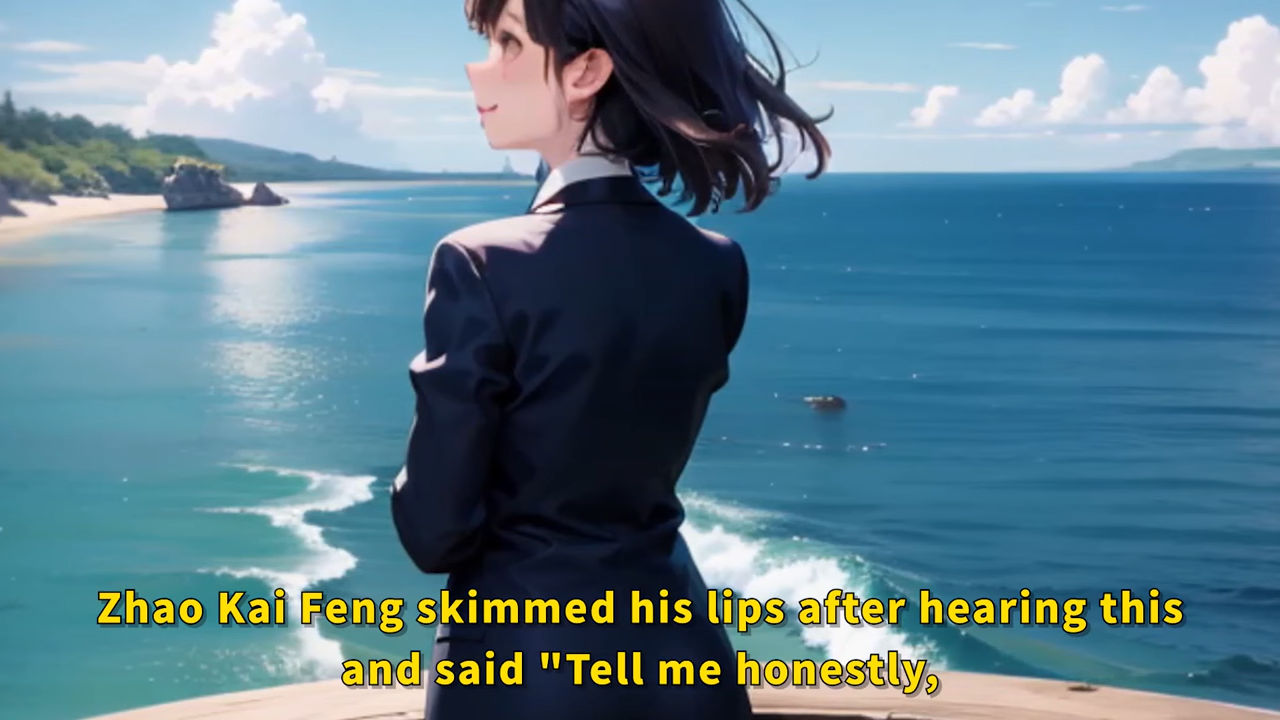 Zhao Kai Feng skimmed his lips after hearing this
and said "Tell me honestly,